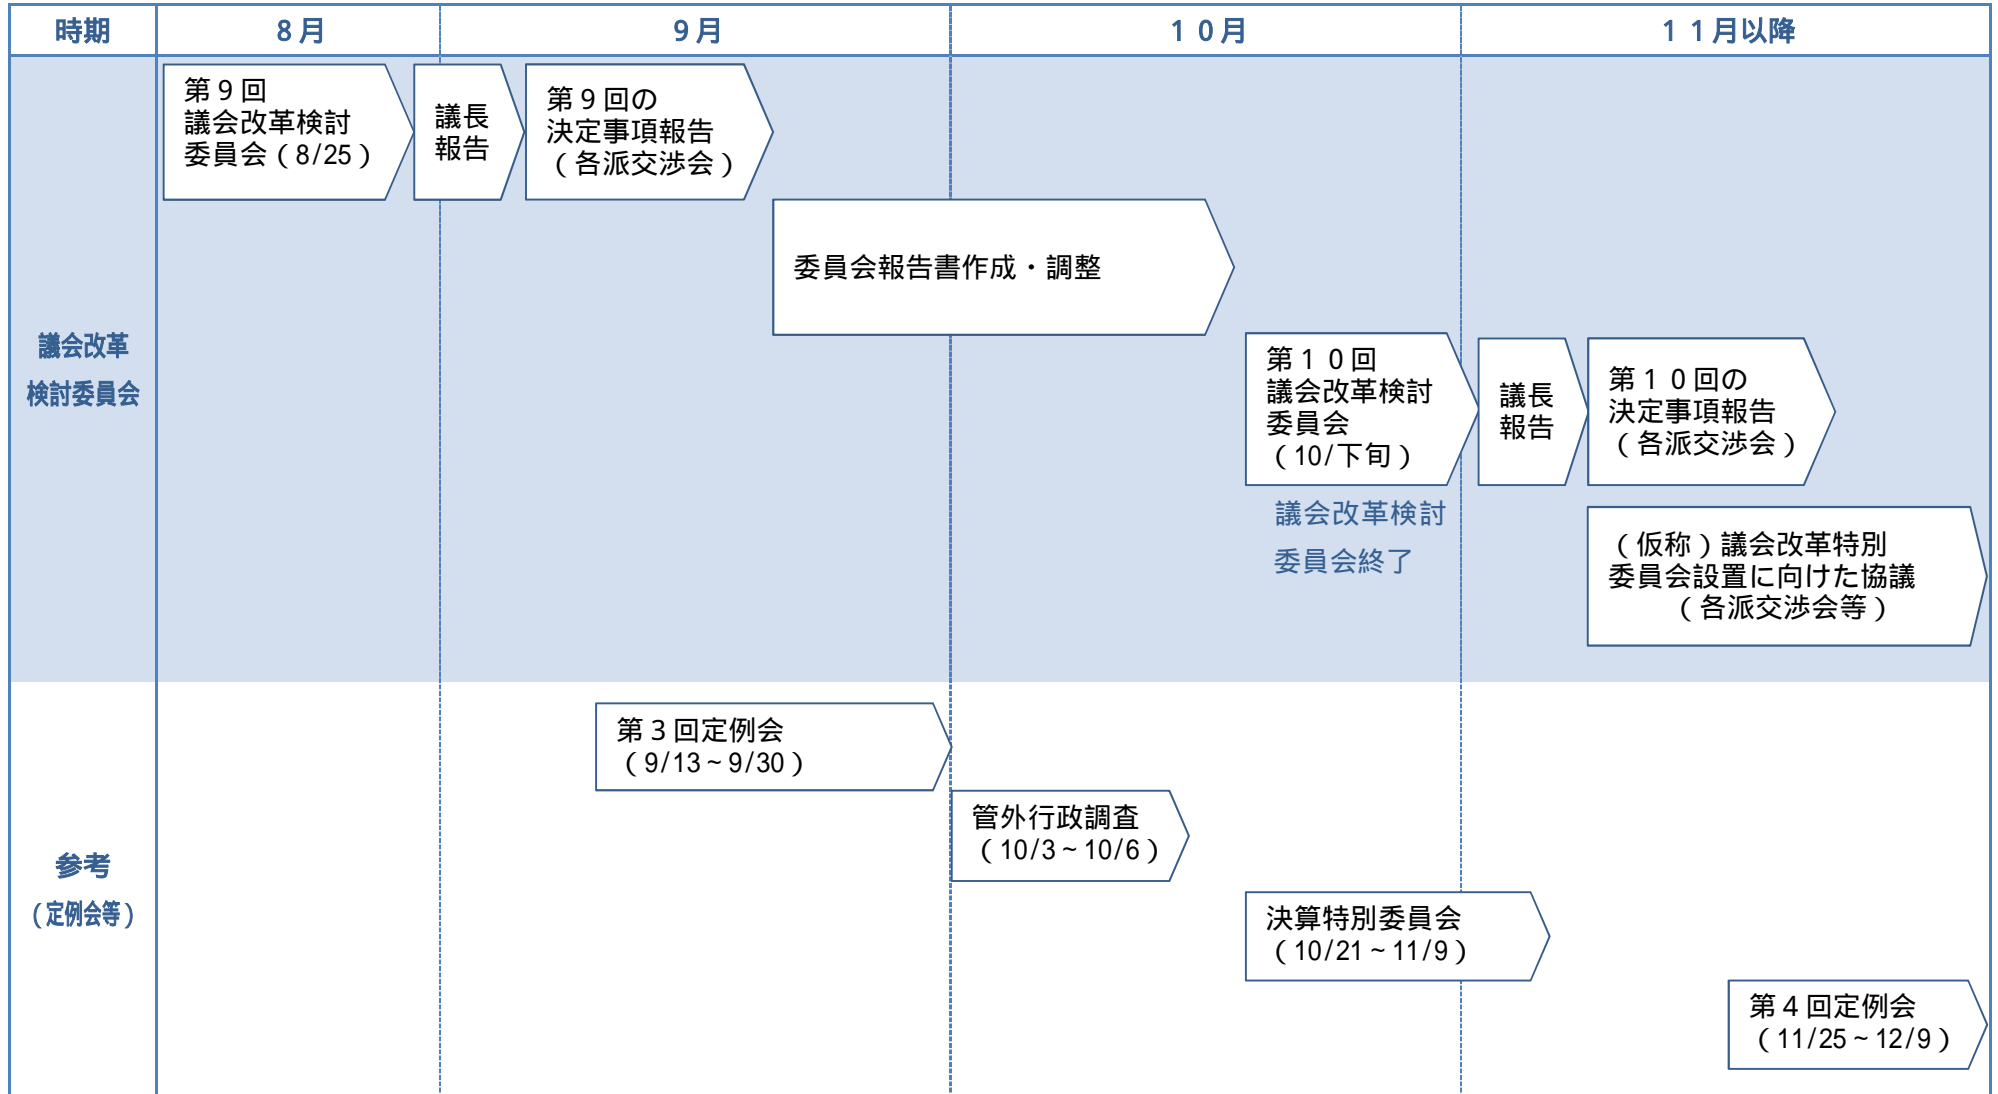 時期
8月
9月
10月
11月以降
議会改革
検討委員会
第9回
議会改革検討
委員会(8/25)
議長
報告
第9回の
決定事項報告
(各派交渉会)
委員会報告書作成・調整
第10回
議会改革検討
委員会
(10/下旬)
議会改革検討
委員会終了
議長
報告
第10回の
決定事項報告
(各派交渉会)
(仮称)議会改革特別
委員会設置に向けた協議
(各派交渉会等)
参考
(定例会等)
第3回定例会
(9/13~9/30)
管外行政調査
(10/3~10/6)
決算特別委員会
(10/21~11/9)
第4回定例会
(11/25~12/9)